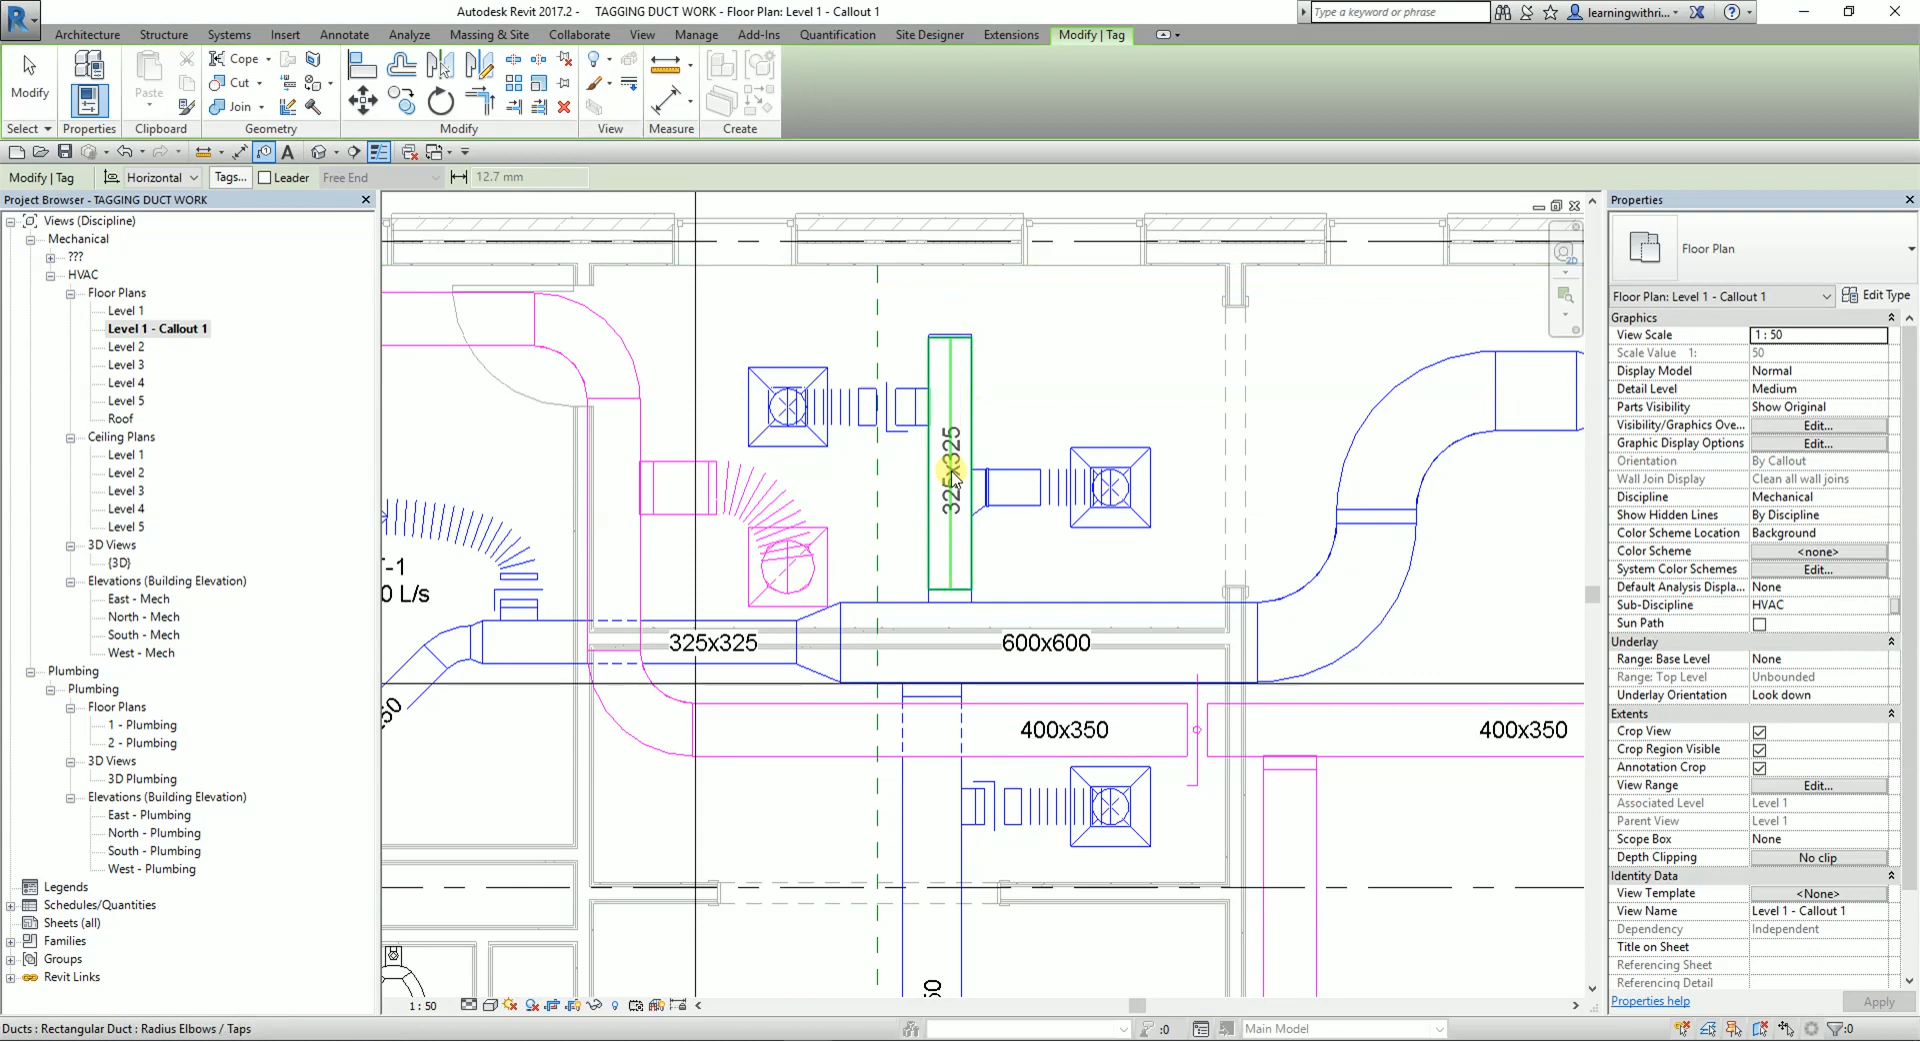 Autodesk Revit 2017.2 - TAGGING DUCT WORK - Floor Plan: Level 1 - Callout 1
Type a keyword or phrase
learningwithri...
Architecture Structure Systems Insert Annotate Analyze Massing & Site Collaborate View Manage Add-Ins Quantification Site Designer Extensions Modify | Tag
Modify
Paste
Cope
Cut
Join
Select Properties Clipboard Geometry Modify View Measure Create
Modify | Tag Horizontal Tags... Leader Free End 12.7 mm
Project Browser - TAGGING DUCT WORK
Views (Discipline)
Mechanical
???
HVAC
Floor Plans
Level 1
Level 1 - Callout 1
Level 2
Level 3
Level 4
Level 5
Roof
Ceiling Plans
Level 1
Level 2
Level 3
Level 4
Level 5
3D Views
{3D}
Elevations (Building Elevation)
East - Mech
North - Mech
South - Mech
West - Mech
Plumbing
Plumbing
Floor Plans
1 - Plumbing
2 - Plumbing
3D Views
3D Plumbing
Elevations (Building Elevation)
East - Plumbing
North - Plumbing
South - Plumbing
West - Plumbing
Legends
Schedules/Quantities
Sheets (all)
Families
Groups
Revit Links
2D
325x325
-1
0 L/s
325x325
600x600
50
400x350
400x350
50
1 : 50
Properties
Floor Plan
Floor Plan: Level 1 - Callout 1 Edit Type
Graphics
View Scale 1 : 50
Scale Value 1: 50
Display Model Normal
Detail Level Medium
Parts Visibility Show Original
Visibility/Graphics Ove... Edit...
Graphic Display Options Edit...
Orientation By Callout
Wall Join Display Clean all wall joins
Discipline Mechanical
Show Hidden Lines By Discipline
Color Scheme Location Background
Color Scheme <none>
System Color Schemes Edit...
Default Analysis Displa... None
Sub-Discipline HVAC
Sun Path
Underlay
Range: Base Level None
Range: Top Level Unbounded
Underlay Orientation Look down
Extents
Crop View
Crop Region Visible
Annotation Crop
View Range Edit...
Associated Level Level 1
Parent View Level 1
Scope Box None
Depth Clipping No clip
Identity Data
View Template <None>
View Name Level 1 - Callout 1
Dependency Independent
Title on Sheet
Referencing Sheet
Referencing Detail
Properties help Apply
Ducts : Rectangular Duct : Radius Elbows / Taps
:0
Main Model
:0